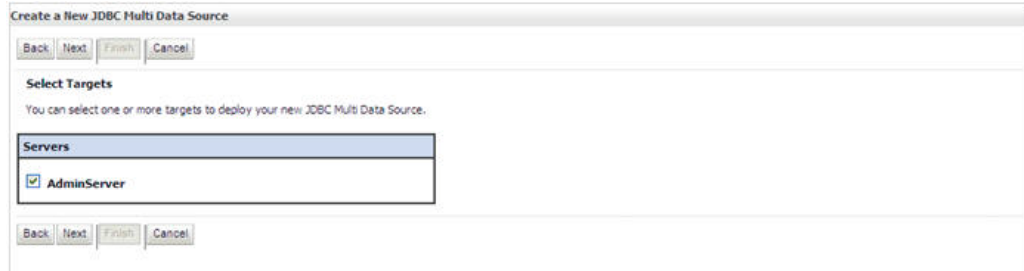 Create a New JDBC Multi Data Source
Back Next Finish Cancel
Select Targets
You can select one or more targets to deploy your new JDBC Multi Data Source.
Servers
AdminServer
Back Next Finish Cancel